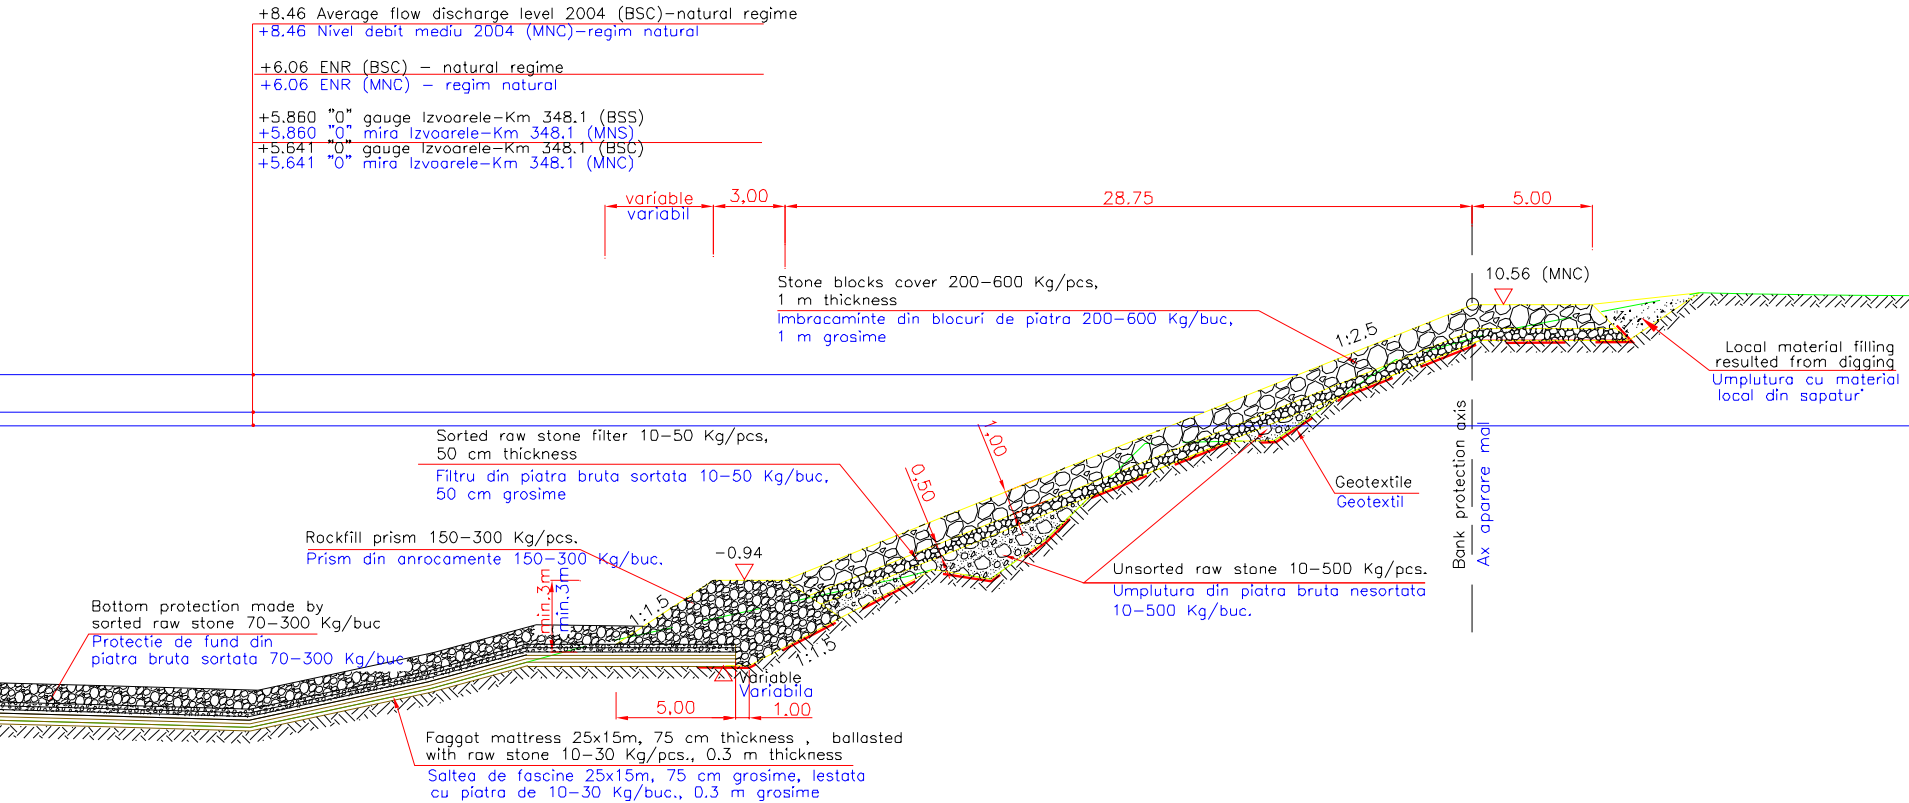 +8.46 Average flow discharge level 2004 (BSC)-natural regime
+8.46 Nivel debit mediu 2004 (MNC)-regim natural
+6.06 ENR (BSC) - natural regime
+6.06 ENR (MNC) - regim natural
+5.860 "0" gauge Izvoarele-Km 348.1 (BSS)
+5.860 "0" mira Izvoarele-Km 348.1 (MNS)
+5.641 "0" gauge Izvoarele-Km 348.1 (BSC)
+5.641 "0" mira Izvoarele-Km 348.1 (MNC)
variable
variabil
3,00
28.75
5.00
10.56 (MNC)
Stone blocks cover 200-600 Kg/pcs,
1 m thickness
Imbracaminte din blocuri de piatra 200-600 Kg/buc,
1 m grosime
1:2.5
Local material filling
resulted from digging
Umplutura cu material
local din sapatur
Bank protection axis
Ax aparare mal
Sorted raw stone filter 10-50 Kg/pcs,
50 cm thickness
Filtru din piatra bruta sortata 10-50 Kg/buc,
50 cm grosime
1,00
0,50
Geotextile
Geotextil
Rockfill prism 150-300 Kg/pcs.
Prism din anrocamente 150-300 Kg/buc.
-0.94
min.3m
min.3m
1:1.5
Unsorted raw stone 10-500 Kg/pcs.
Umplutura din piatra bruta nesortata
10-500 Kg/buc.
Bottom protection made by
sorted raw stone 70-300 Kg/buc
Protectie de fund din
piatra bruta sortata 70-300 Kg/buc
1:1.5
Variable
Variabila
5,00
1.00
Faggot mattress 25x15m, 75 cm thickness , ballasted
with raw stone 10-30 Kg/pcs., 0.3 m thickness
Saltea de fascine 25x15m, 75 cm grosime, lestata
cu piatra de 10-30 Kg/buc., 0.3 m grosime